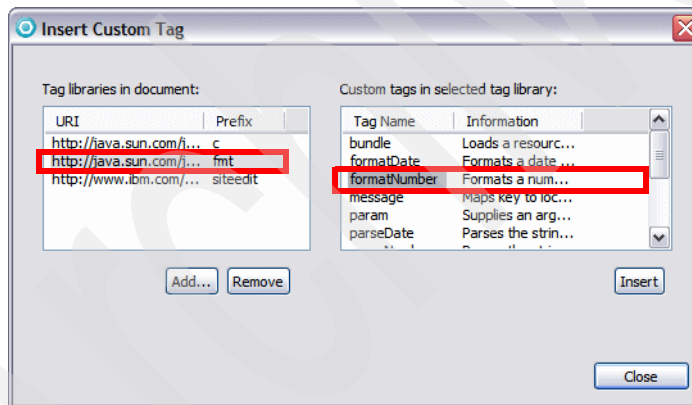 Insert Custom Tag
Tag libraries in document:
URI Prefix
http://java.sun.com/j... c
http://java.sun.com/j... fmt
http://www.ibm.com/... siteedit
Add... Remove
Custom tags in selected tag library:
Tag Name Information
bundle Loads a resourc...
formatDate Formats a date ...
formatNumber Formats a num...
message Maps key to loc...
param Supplies an arg...
parseDate Parses the strin...
Insert
Close